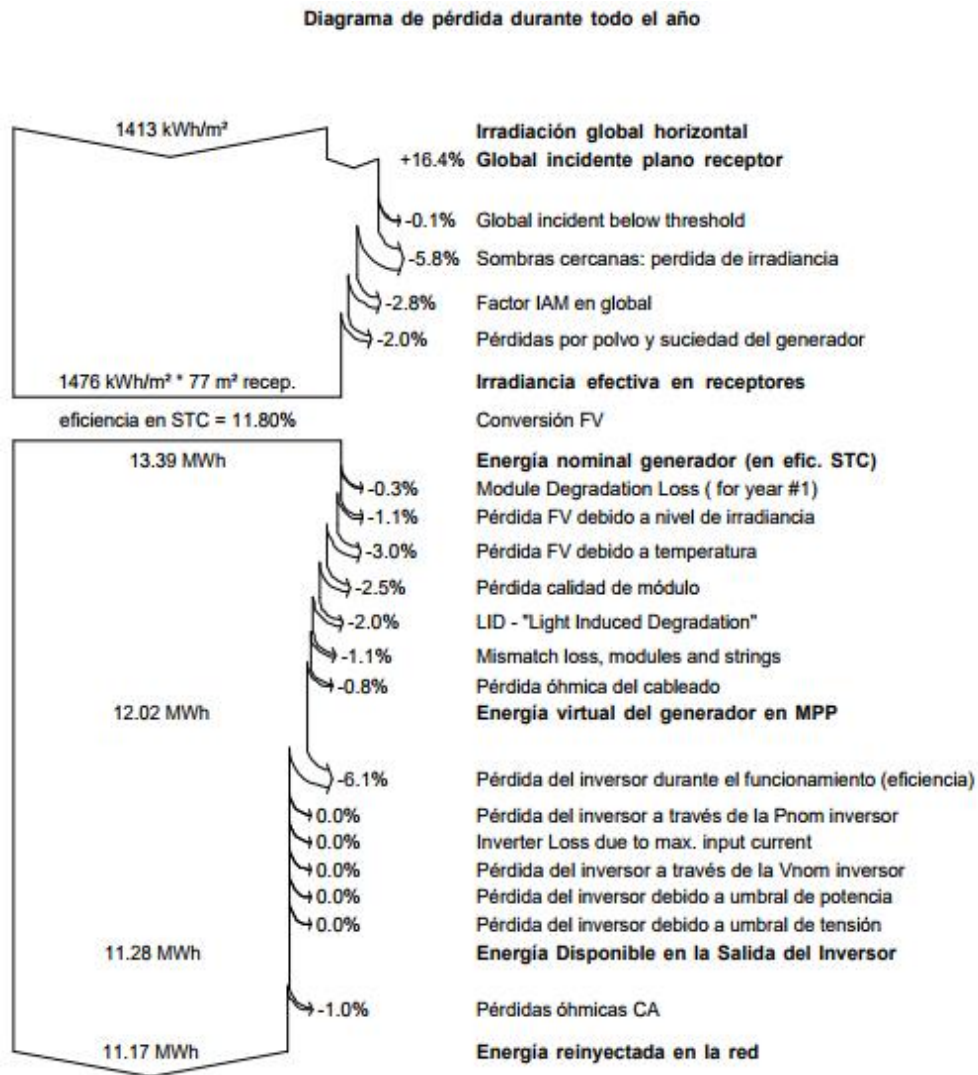 Diagrama de pérdida durante todo el año
1413 kWh/m² Irradiación global horizontal
+16.4% Global incidente plano receptor
-0.1% Global incident below threshold
-5.8% Sombras cercanas: perdida de irradiancia
-2.8% Factor IAM en global
-2.0% Pérdidas por polvo y suciedad del generador
1476 kWh/m² * 77 m² recep. Irradiancia efectiva en receptores
eficiencia en STC = 11.80% Conversión FV
13.39 MWh Energía nominal generador (en efic. STC)
-0.3% Module Degradation Loss ( for year #1)
-1.1% Pérdida FV debido a nivel de irradiancia
-3.0% Pérdida FV debido a temperatura
-2.5% Pérdida calidad de módulo
-2.0% LID - "Light Induced Degradation"
-1.1% Mismatch loss, modules and strings
-0.8% Pérdida óhmica del cableado
12.02 MWh Energía virtual del generador en MPP
-6.1% Pérdida del inversor durante el funcionamiento (eficiencia)
0.0% Pérdida del inversor a través de la Pnom inversor
0.0% Inverter Loss due to max. input current
0.0% Pérdida del inversor a través de la Vnom inversor
0.0% Pérdida del inversor debido a umbral de potencia
0.0% Pérdida del inversor debido a umbral de tensión
11.28 MWh Energía Disponible en la Salida del Inversor
-1.0% Pérdidas óhmicas CA
11.17 MWh Energía reinyectada en la red